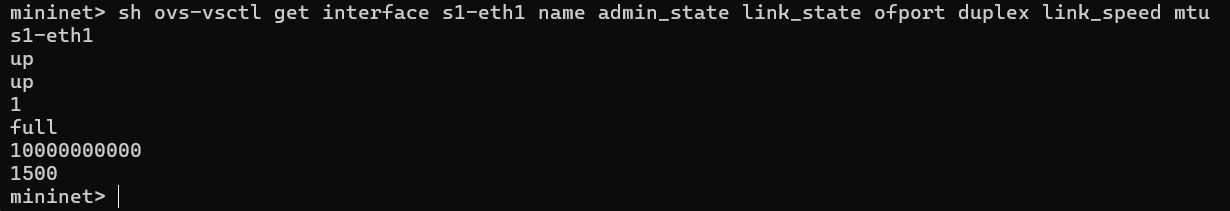 mininet> sh ovs-vsctl get interface s1-eth1 name admin_state link_state ofport duplex link_speed mtu
s1-eth1
up
up
1
full
10000000000
1500
mininet>